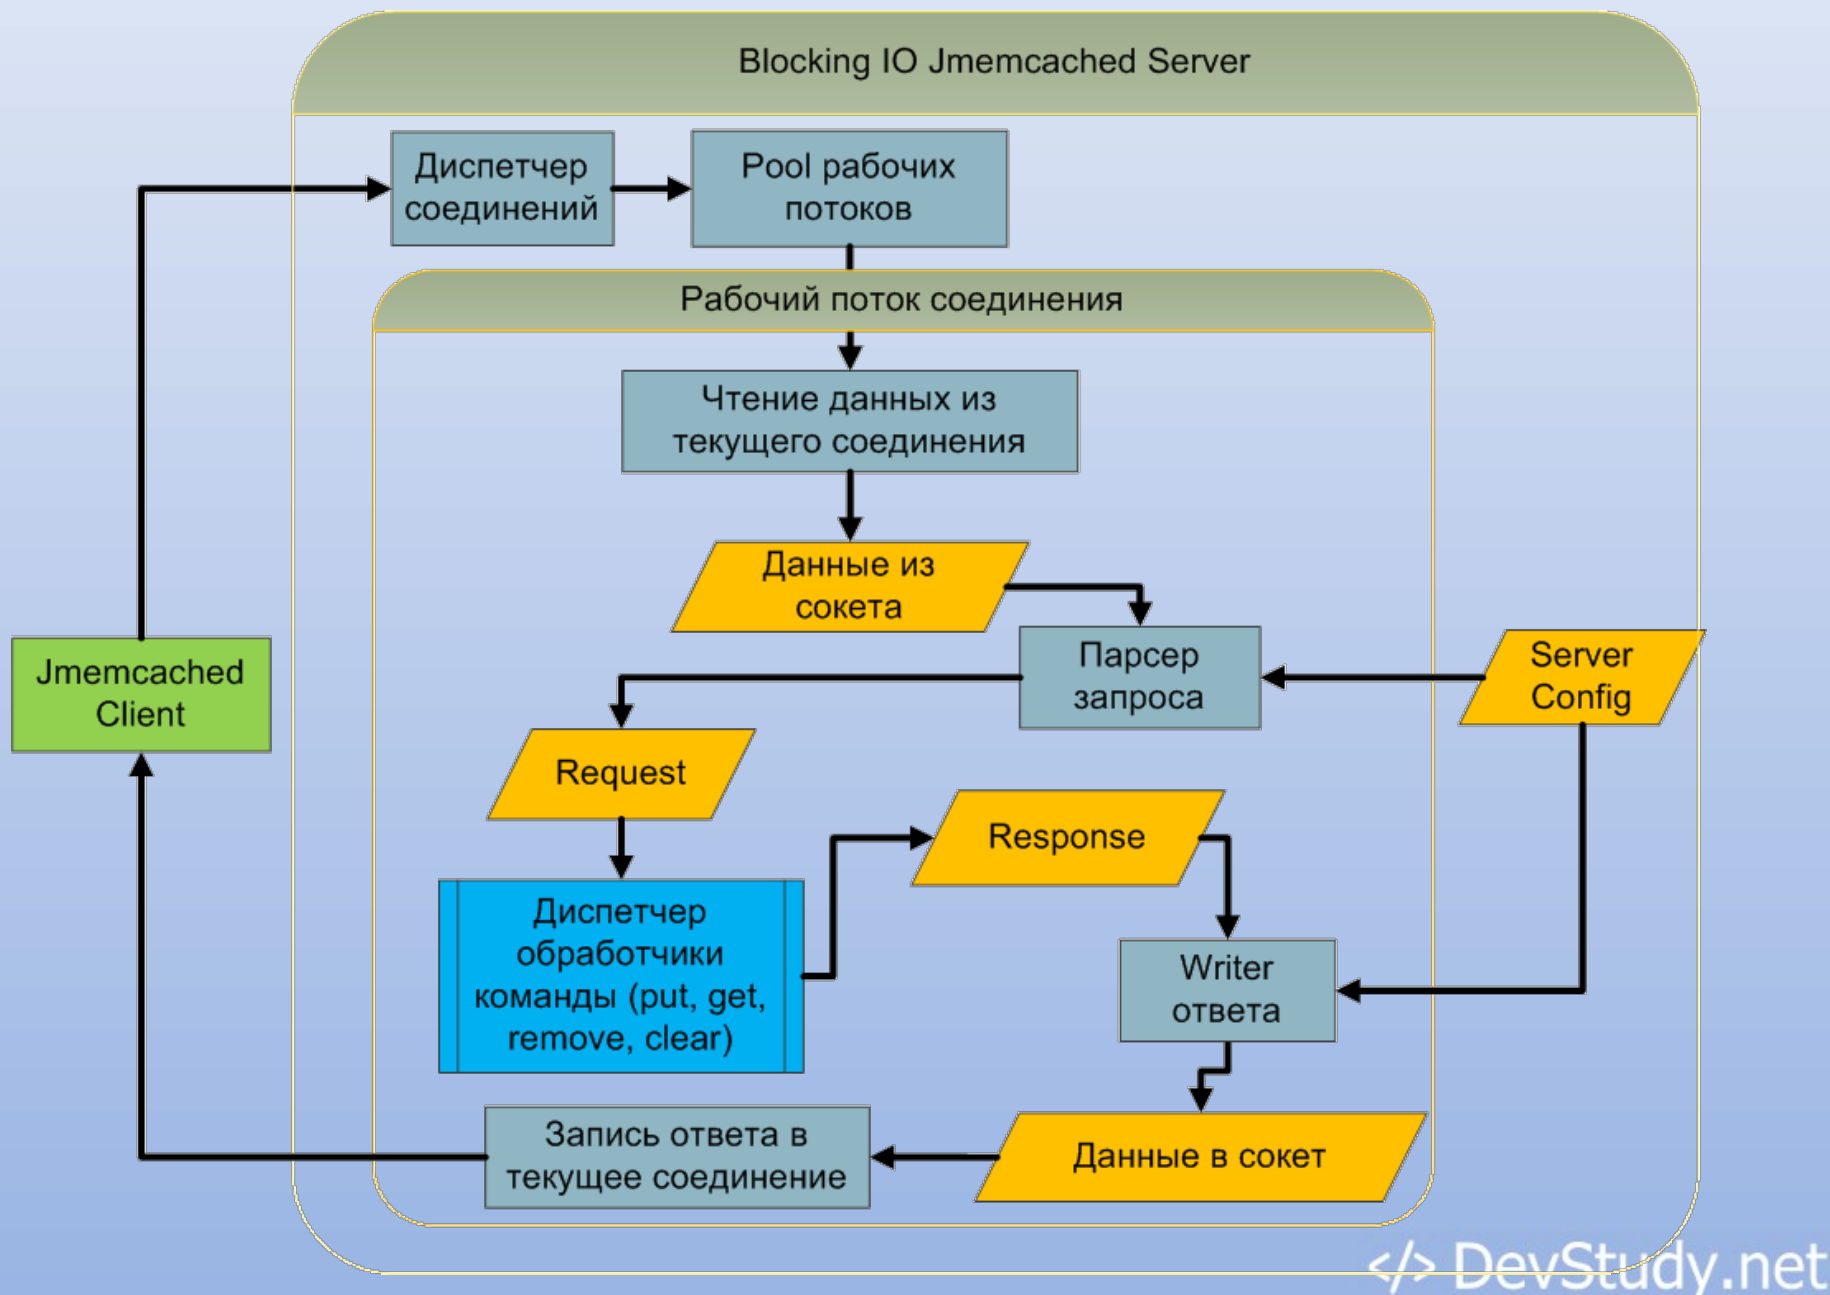 Blocking IO Jmemcached Server
Диспетчер
соединений
Pool рабочих
потоков
Рабочий поток соединения
Чтение данных из
текущего соединения
Данные из
сокета
Парсер
запроса
Server
Config
Jmemcached
Client
Request
Response
Диспетчер
обработчики
команды (put, get,
remove, clear)
Writer
ответа
Запись ответа в
текущее соединение
Данные в сокет
</> DevStudy.net